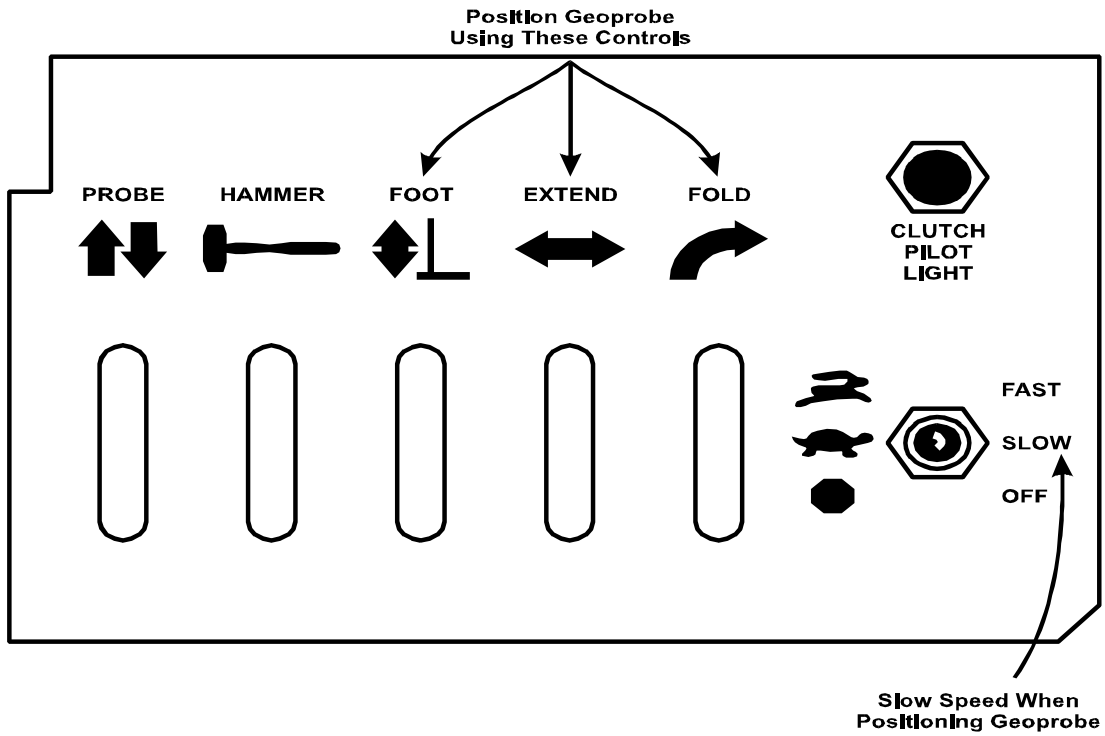 Position Geoprobe
Using These Controls
PROBE
HAMMER
FOOT
EXTEND
FOLD
CLUTCH
PILOT
LIGHT
FAST
SLOW
OFF
Slow Speed When
Positioning Geoprobe